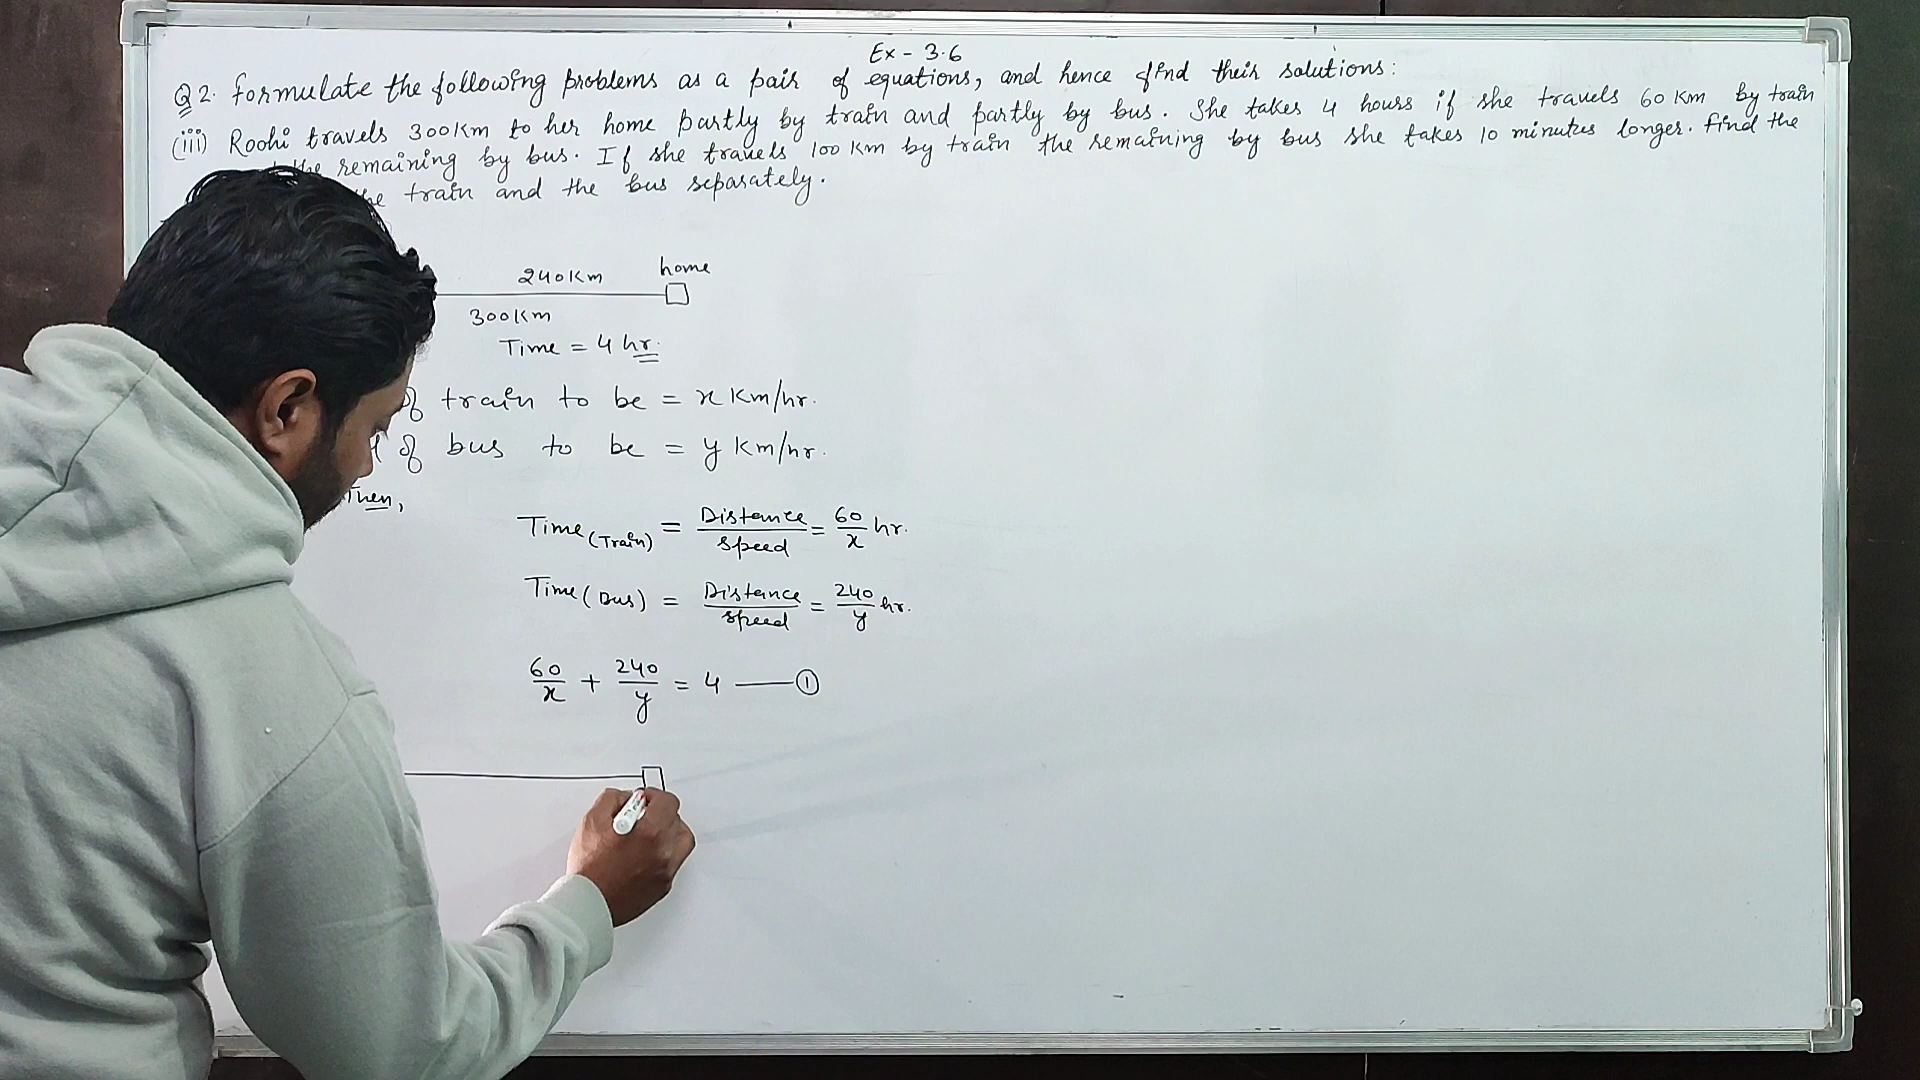 Ex - 3.6
Q2. formulate the following problems as a pair of equations, and hence find their solutions:
(iii) Roohi travels 300km to her home partly by train and partly by bus. She takes 4 hours if she travels 60 Km by train
the remaining by bus. If she travels 100 Km by train the remaining by bus she takes 10 minutes longer. find the
train and the bus separately.
240Km home
300Km
Time = 4 hr.
of train to be = x Km/hr.
of bus to be = y Km/hr.
Then,
Time (Train) = Distance/speed = 60/x hr.
Time (Bus) = Distance/speed = 240/y hr.
60/x + 240/y = 4 —— ①